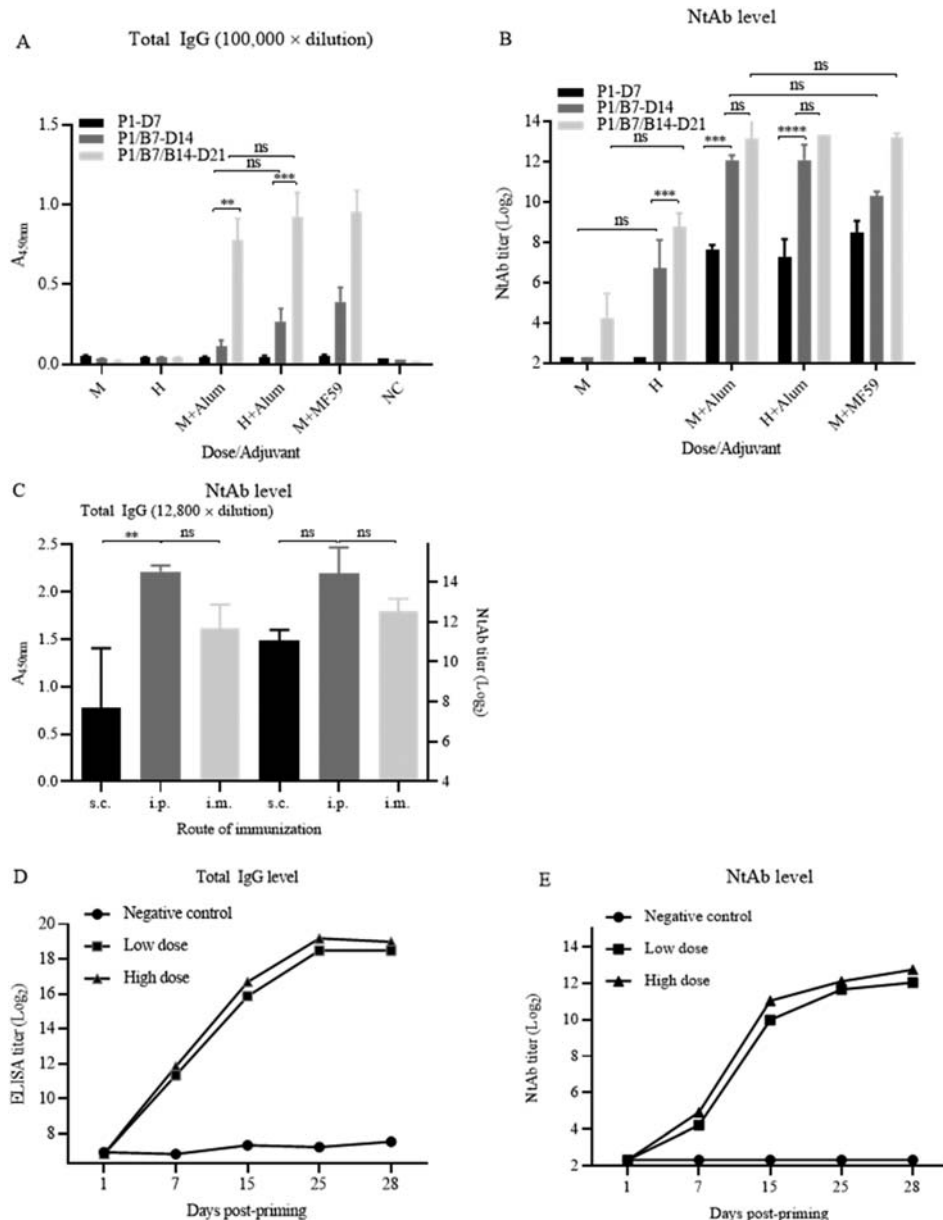 A
Total IgG (100,000 × dilution)
P1-D7
P1/B7-D14
P1/B7/B14-D21
ns
ns
**
***
1.5
1.0
0.5
0.0
A450nm
M
H
M+Alum
H+Alum
M+MF59
NC
Dose/Adjuvant
B
NtAb level
P1-D7
P1/B7-D14
P1/B7/B14-D21
ns
ns
ns
ns
ns
***
****
***
ns
14
12
10
8
6
4
2
NtAb titer (Log2)
M
H
M+Alum
H+Alum
M+MF59
Dose/Adjuvant
C
NtAb level
Total IgG (12,800 × dilution)
**
ns
ns
ns
2.5
2.0
1.5
1.0
0.5
0.0
A450nm
14
12
10
8
6
4
NtAb titer (Log2)
s.c.
i.p.
i.m.
s.c.
i.p.
i.m.
Route of immunization
D
Total IgG level
Negative control
Low dose
High dose
20
18
16
14
12
10
8
ELISA titer (Log2)
1
7
15
25
28
Days post-priming
E
NtAb level
Negative control
Low dose
High dose
14
12
10
8
6
4
2
NtAb titer (Log2)
1
7
15
25
28
Days post-priming